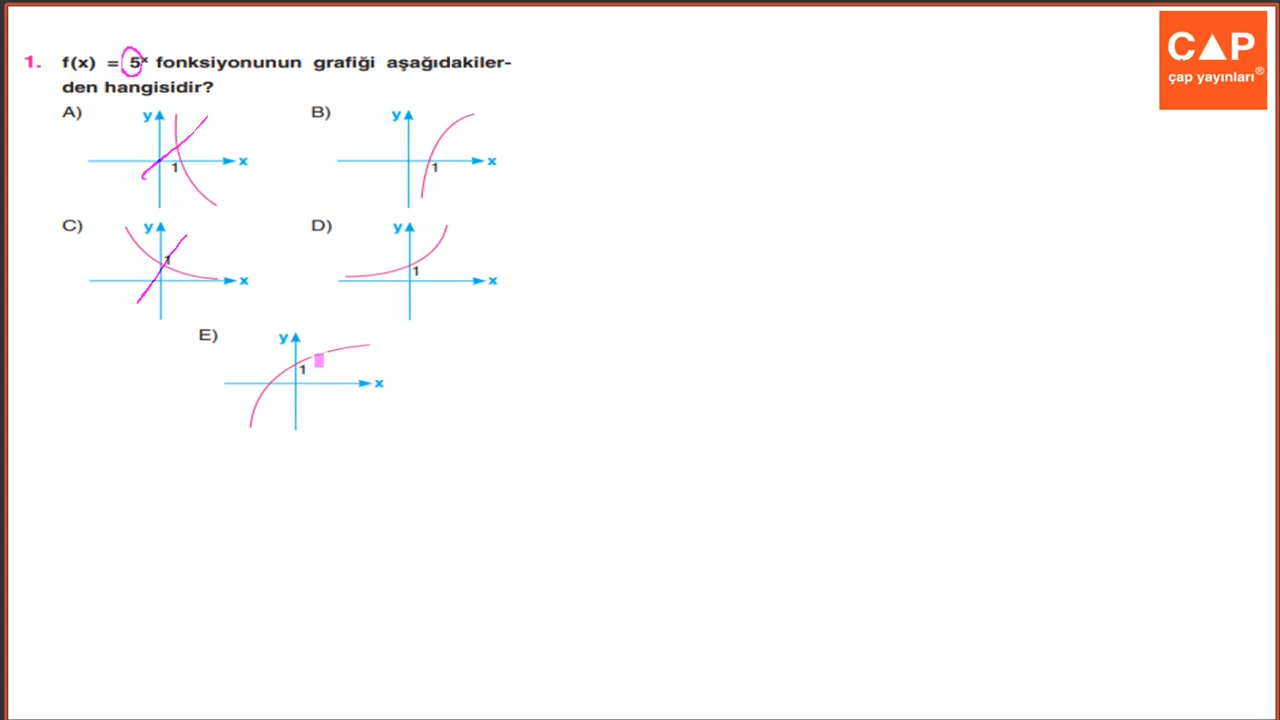 ÇAP
çap yayınları®
1. f(x) = 5ˣ fonksiyonunun grafiği aşağıdakiler-
den hangisidir?
A) y x 1
B) y x 1
C) y x 1
D) y x 1
E) y x 1